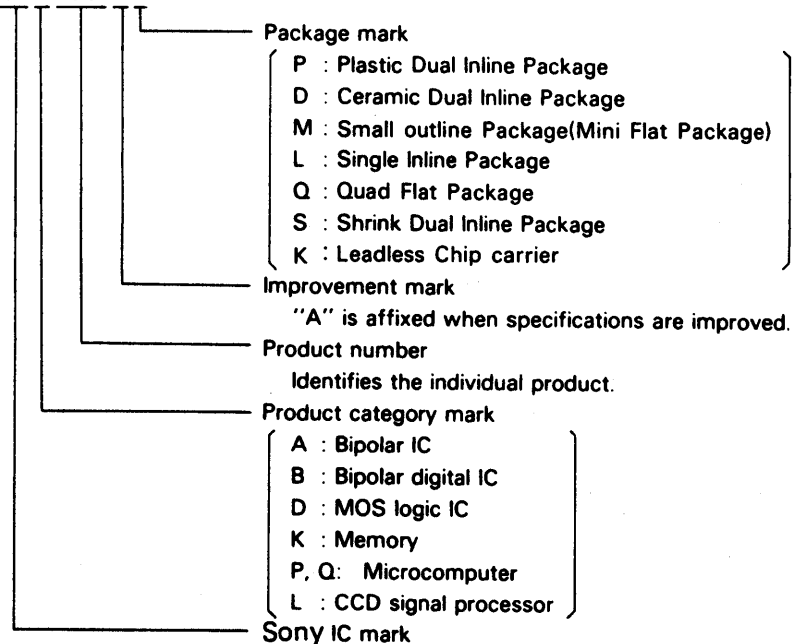 Package mark
P : Plastic Dual Inline Package
D : Ceramic Dual Inline Package
M : Small outline Package(Mini Flat Package)
L : Single Inline Package
Q : Quad Flat Package
S : Shrink Dual Inline Package
K : Leadless Chip carrier
Improvement mark
"A" is affixed when specifications are improved.
Product number
Identifies the individual product.
Product category mark
A : Bipolar IC
B : Bipolar digital IC
D : MOS logic IC
K : Memory
P, Q: Microcomputer
L : CCD signal processor
Sony IC mark